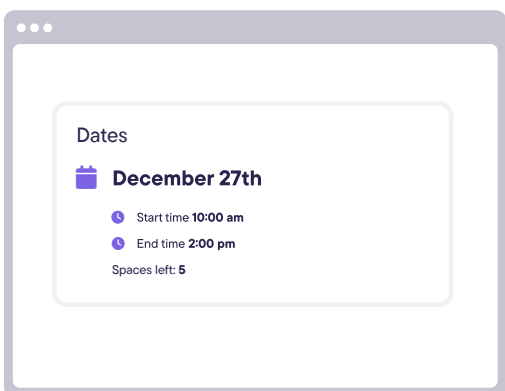 Dates
December 27th
Start time 10:00 am
End time 2:00 pm
Spaces left: 5